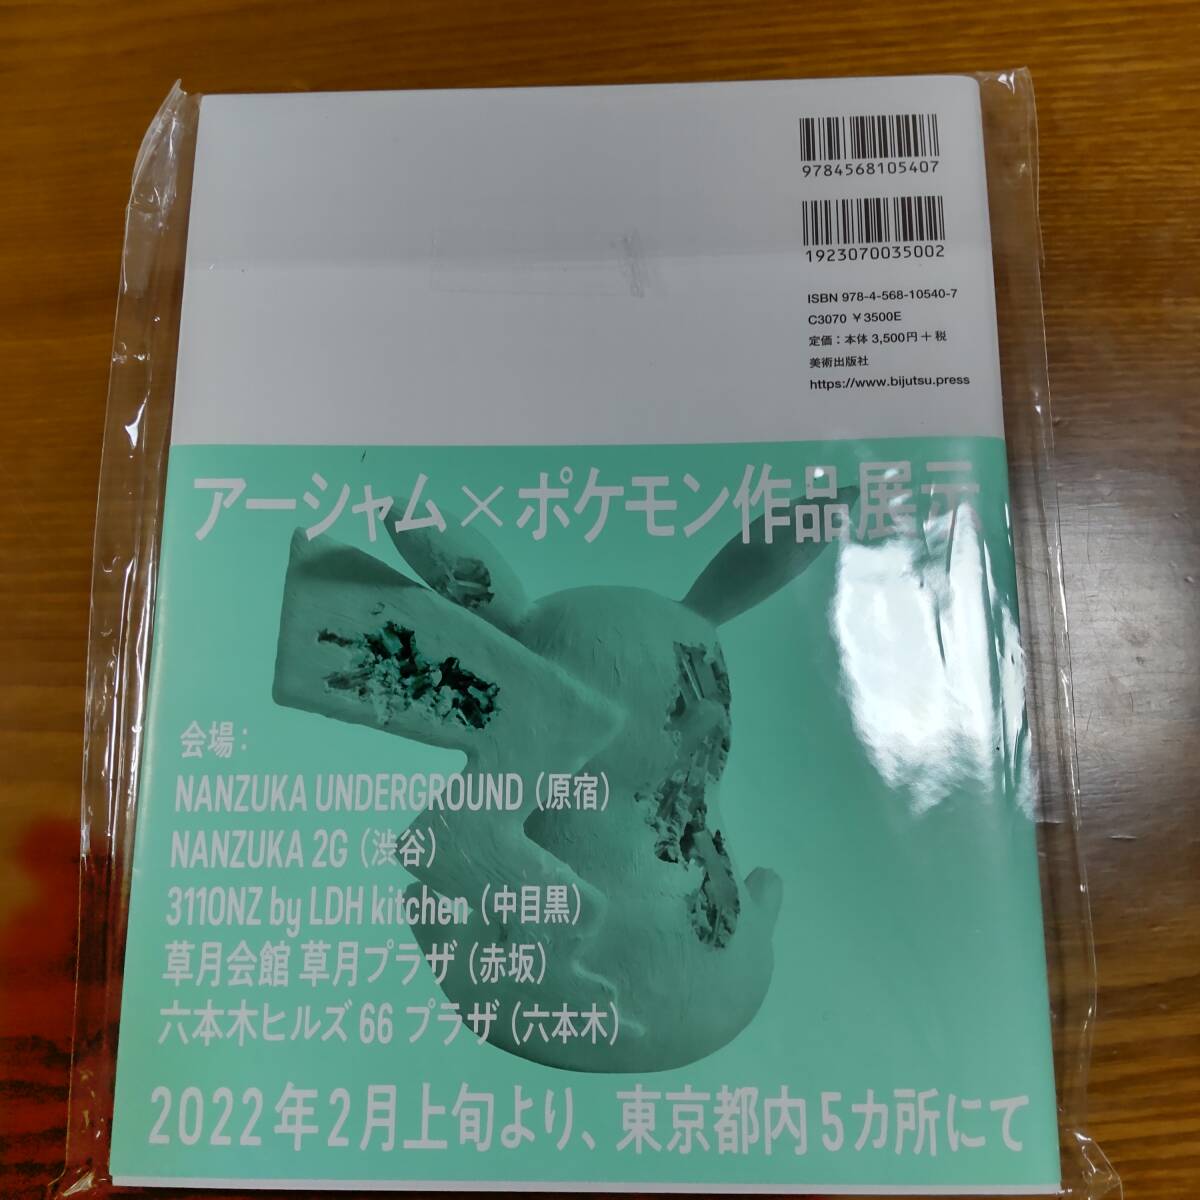 9784568105407
1923070035002
ISBN 978-4-568-10540-7
C3070 ￥3500E
定価：本体 3,500円＋税
美術出版社
https://www.bijutsu.press
アーシャム×ポケモン作品展示
会場：
NANZUKA UNDERGROUND（原宿）
NANZUKA 2G（渋谷）
3110NZ by LDH kitchen（中目黒）
草月会館 草月プラザ（赤坂）
六本木ヒルズ 66 プラザ（六本木）
2022年2月上旬より、東京都内5カ所にて